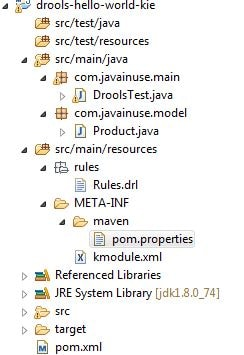 drools-hello-world-kie
src/test/java
src/test/resources
src/main/java
com.javainuse.main
DroolsTest.java
com.javainuse.model
Product.java
src/main/resources
rules
Rules.drl
META-INF
maven
pom.properties
kmodule.xml
Referenced Libraries
JRE System Library [jdk1.8.0_74]
src
target
pom.xml